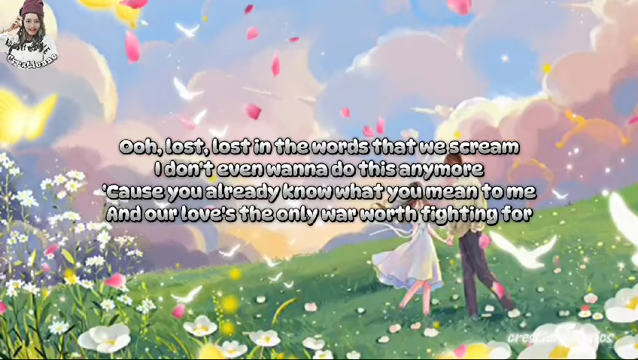 Ooh, lost, lost in the words that we scream
I don't even wanna do this anymore
'Cause you already know what you mean to me
And our love's the only war worth fighting for